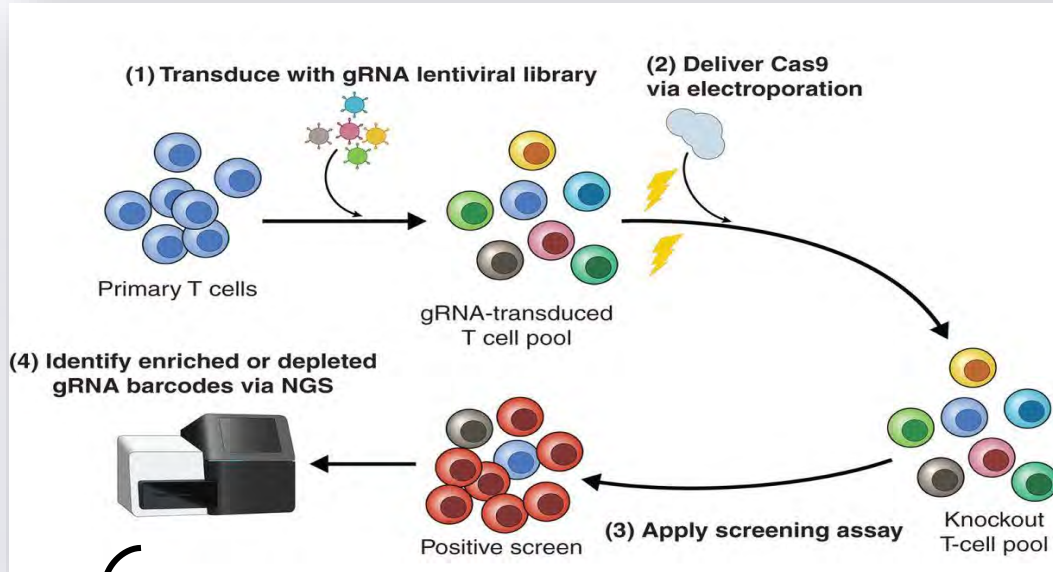 (1) Transduce with gRNA lentiviral library
(2) Deliver Cas9
via electroporation
Primary T cells
gRNA-transduced
T cell pool
(4) Identify enriched or depleted
gRNA barcodes via NGS
Positive screen
(3) Apply screening assay
Knockout
T-cell pool